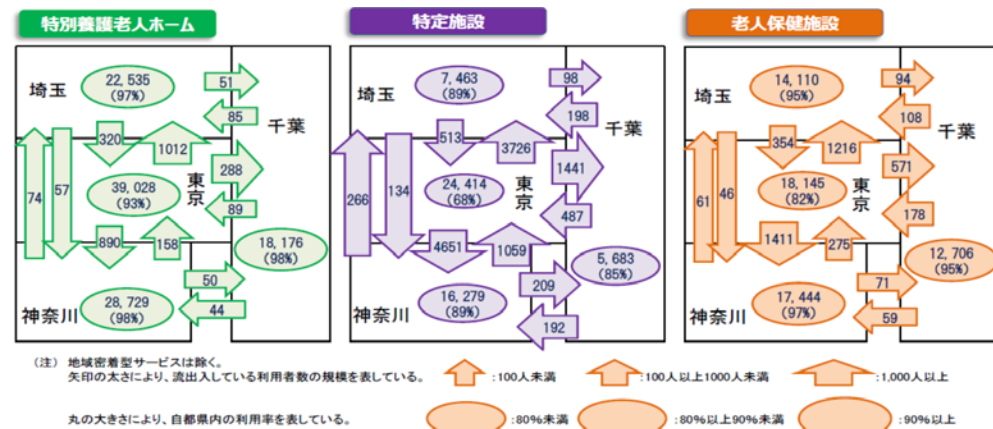 特別養護老人ホーム
特定施設
老人保健施設
埼玉
22,535
(97%)
51
85
千葉
320
1012
74
57
39,028
(93%)
東京
288
89
890
158
18,176
(98%)
50
神奈川
28,729
(98%)
44
埼玉
7,463
(89%)
98
198
千葉
513
3726
266
134
24,414
(68%)
東京
1441
487
4651
1059
5,683
(85%)
209
神奈川
16,279
(89%)
192
埼玉
14,110
(95%)
94
108
千葉
354
1216
61
46
18,145
(82%)
東京
571
178
1411
275
12,706
(95%)
71
神奈川
17,444
(97%)
59
(注) 地域密着型サービスは除く。
矢印の太さにより、流出入している利用者数の規模を表している。
:100人未満
:100人以上1000人未満
:1,000人以上
丸の大きさにより、自都県内の利用率を表している。
:80%未満
:80%以上90%未満
:90%以上